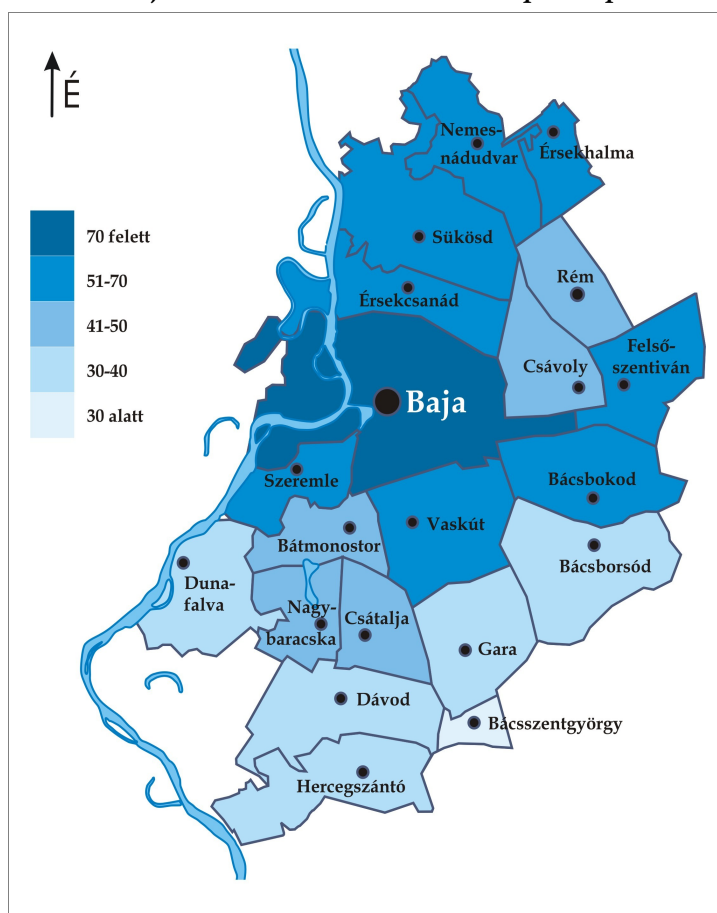 É
70 felett
51-70
41-50
30-40
30 alatt
Nemes-
nádudvar
Érsekhalma
Sükösd
Rém
Érsekcsanád
Felső-
szentiván
Csávoly
Baja
Szeremle
Bácsbokod
Vaskút
Bátmonostor
Bácsborsód
Duna-
falva
Nagy-
baracska
Csátalja
Gara
Dávod
Bácsszentgyörgy
Hercegszántó